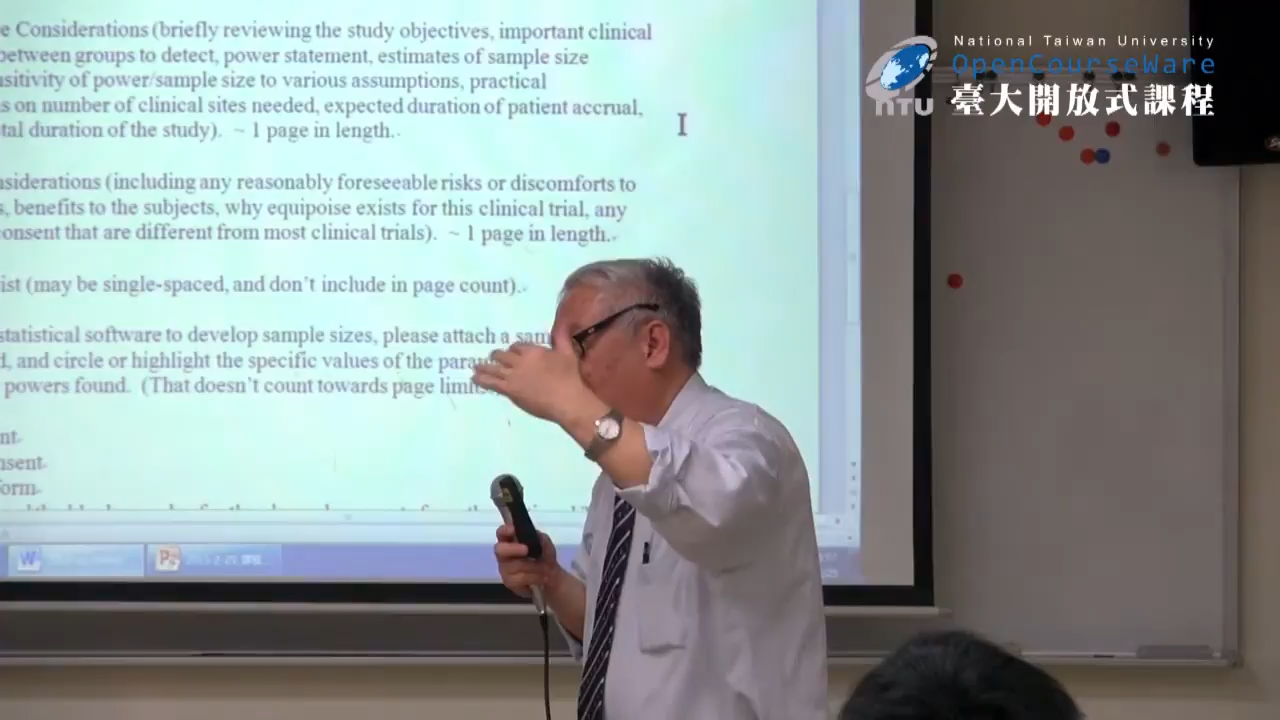 e Considerations (briefly reviewing the study objectives, important clinical
between groups to detect, power statement, estimates of sample size
sitivity of power/sample size to various assumptions, practical
s on number of clinical sites needed, expected duration of patient accrual,
tal duration of the study). ~ 1 page in length.
nsiderations (including any reasonably foreseeable risks or discomforts to
s, benefits to the subjects, why equipoise exists for this clinical trial, any
onsent that are different from most clinical trials). ~ 1 page in length.
ist (may be single-spaced, and don't include in page count).
statistical software to develop sample sizes, please attach a sam
d, and circle or highlight the specific values of the para
powers found. (That doesn't count towards page limit
nt
nsent
orm
National Taiwan University
OpenCourseWare
NTU
臺大開放式課程